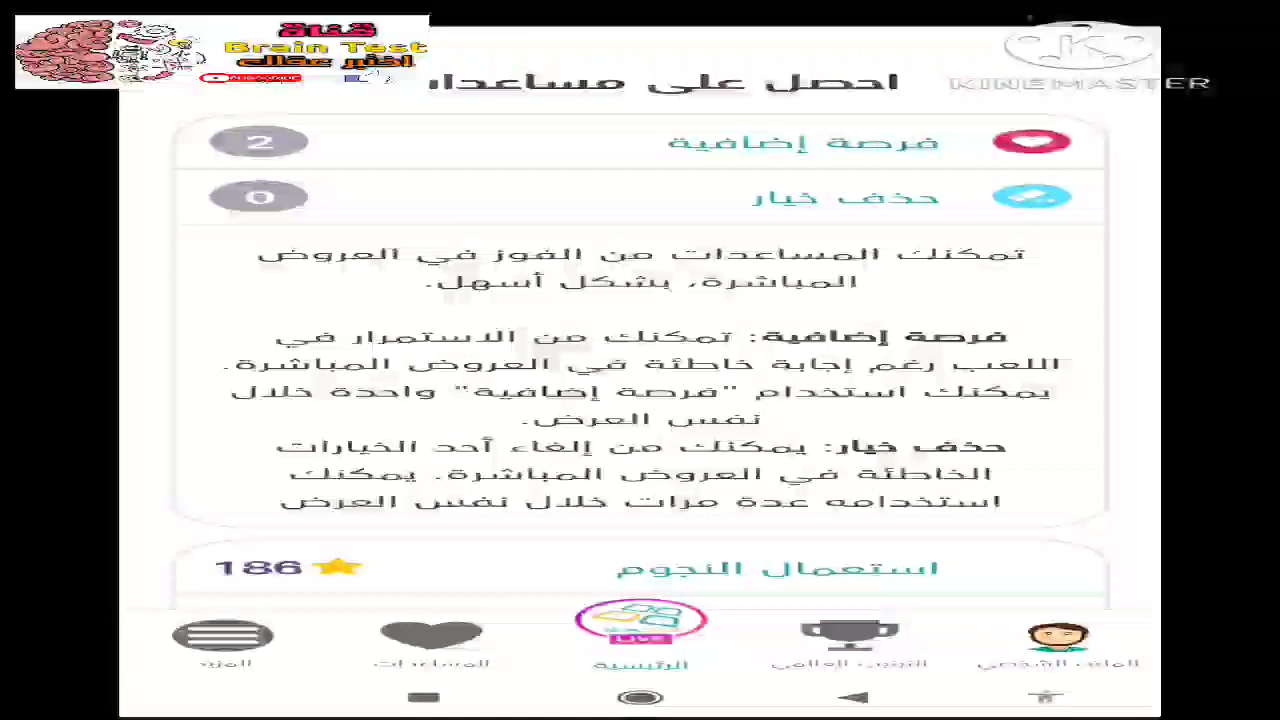 قناة
Brain Test
اختبر عقلك
SUBSCRIBE
KINEMASTER
احصل على مساعدا
فرصة إضافية
2
حذف خيار
0
تمكنك المساعدات من الفوز في العروض
المباشرة، بشكل أسهل.
فرصة إضافية: تمكنك من الاستمرار في
اللعب رغم إجابة خاطئة في العروض المباشرة.
يمكنك استخدام "فرصة إضافية" واحدة خلال
نفس العرض.
حذف خيار: يمكنك من إلغاء أحد الخيارات
الخاطئة في العروض المباشرة. يمكنك
استخدامه عدة مرات خلال نفس العرض
استعمال النجوم
186
LIVE
الملف الشخصي
الترتيب العالمي
الرئيسية
المساعدات
المزيد